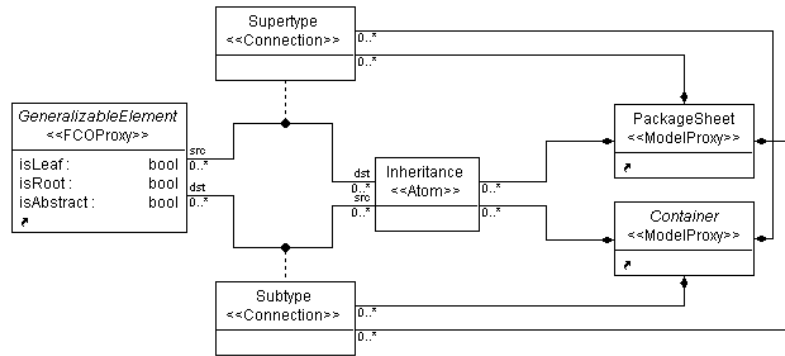 Supertype
<<Connection>>
0..*
0..*
GeneralizableElement
<<FCOProxy>>
isLeaf : bool
isRoot : bool
isAbstract : bool
src
0..*
dst
0..*
Inheritance
<<Atom>>
dst
0..*
src
0..*
0..*
0..*
PackageSheet
<<ModelProxy>>
Container
<<ModelProxy>>
Subtype
<<Connection>>
0..*
0..*